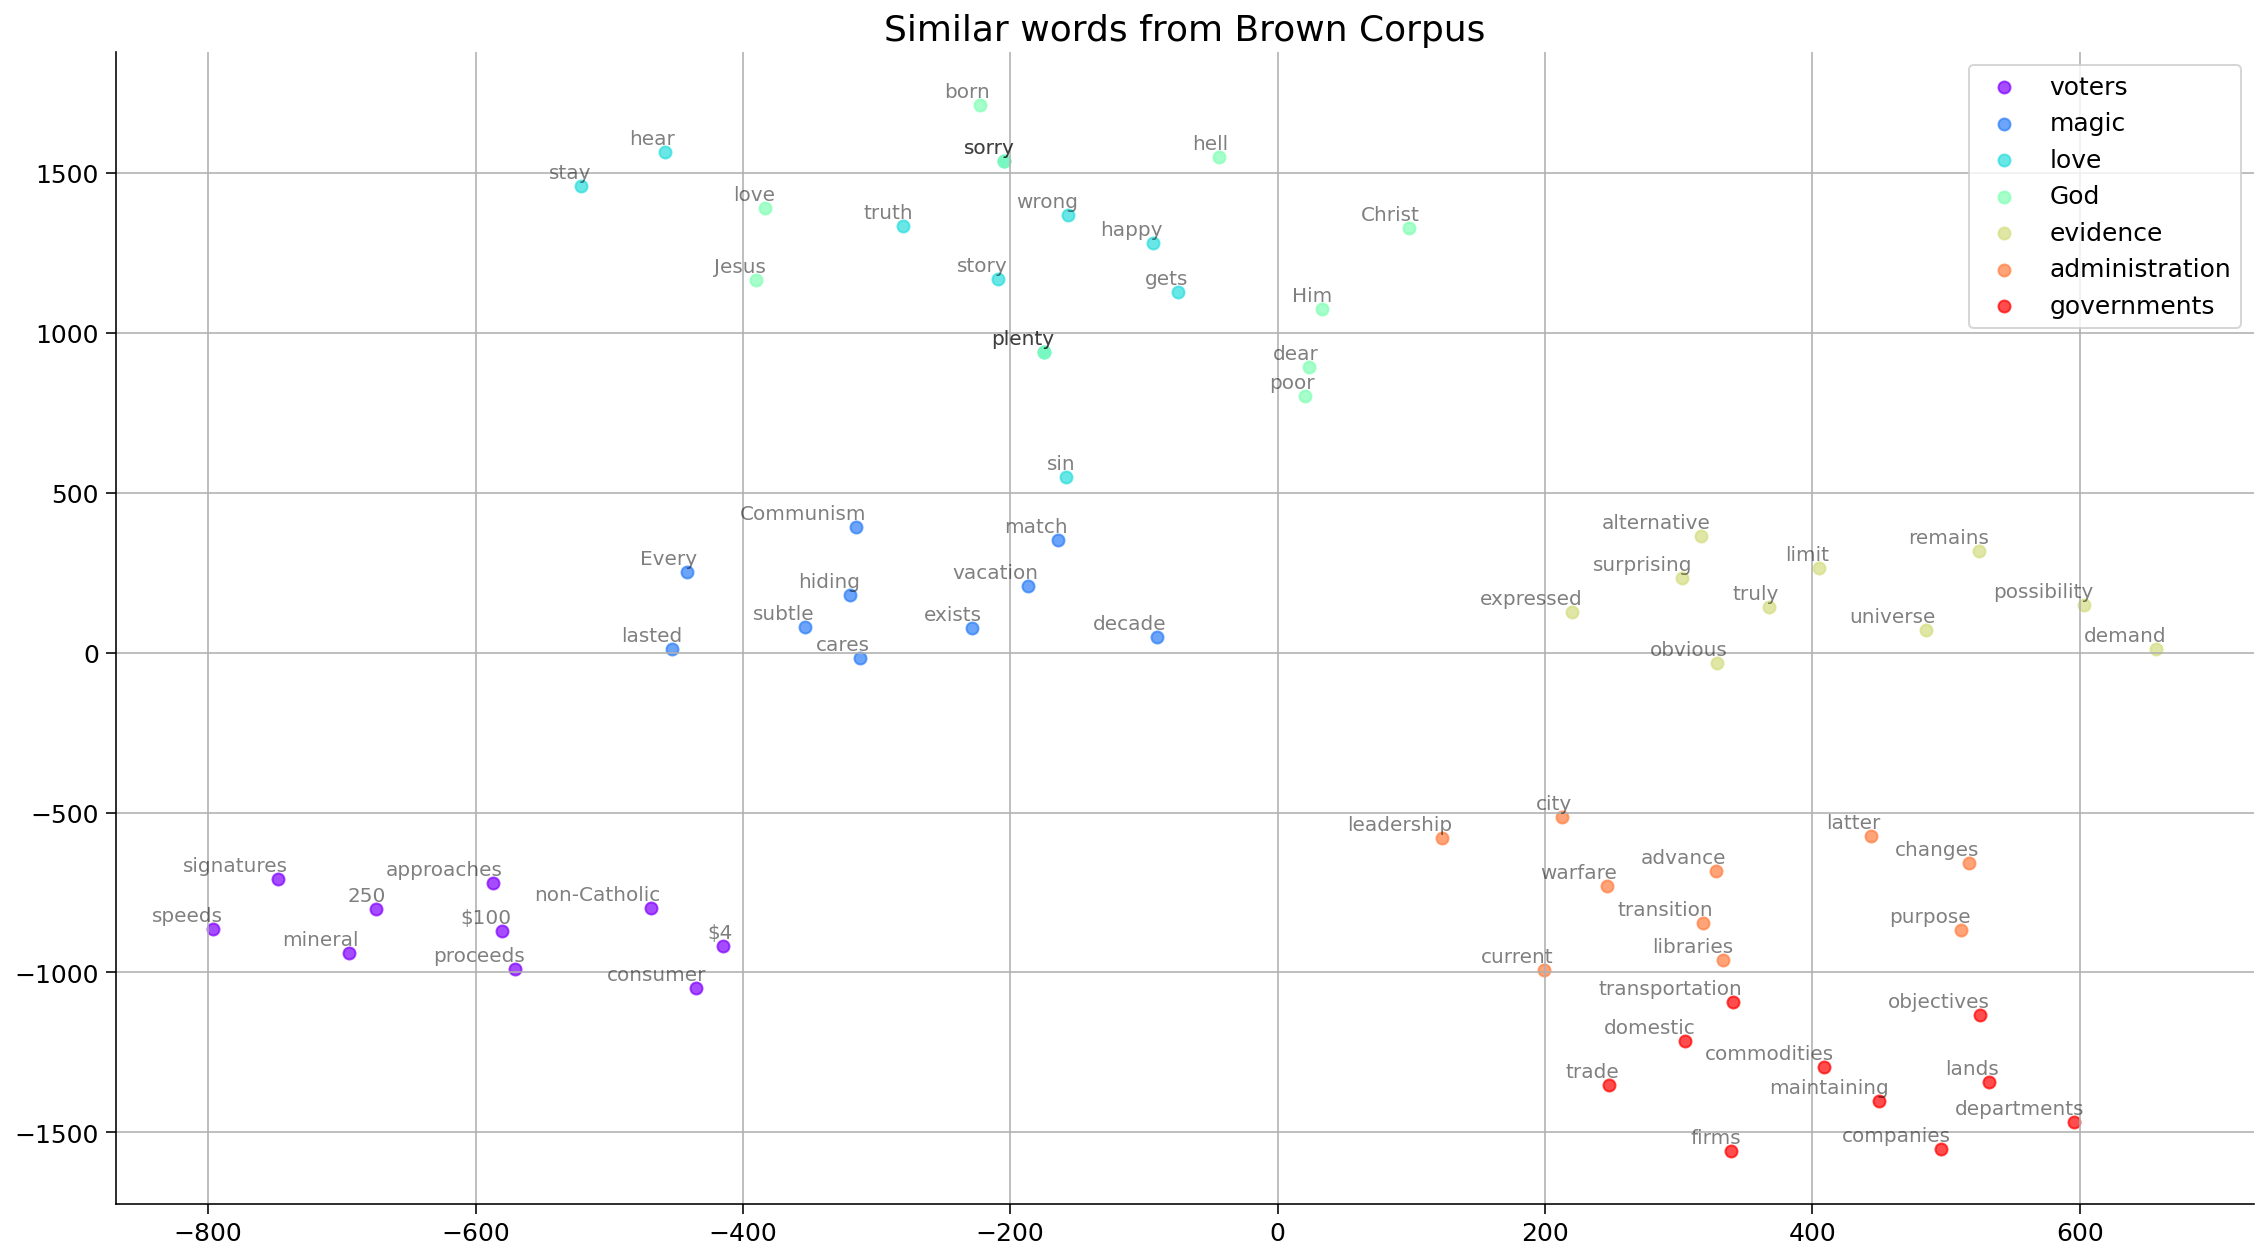 Similar words from Brown Corpus
voters
magic
love
God
evidence
administration
governments
born
hear
sorry
hell
stay
love
truth
wrong
happy
Christ
Jesus
story
gets
Him
plenty
dear
poor
sin
Communism
match
Every
hiding
vacation
subtle
exists
decade
lasted
cares
alternative
remains
surprising
limit
expressed
truly
possibility
universe
obvious
demand
city
leadership
latter
changes
advance
warfare
transition
purpose
libraries
current
transportation
objectives
domestic
commodities
trade
lands
maintaining
departments
firms
companies
signatures
approaches
250
non-Catholic
speeds
$100
mineral
$4
proceeds
consumer
1500
1000
500
0
−500
−1000
−1500
−800 −600 −400 −200 0 200 400 600